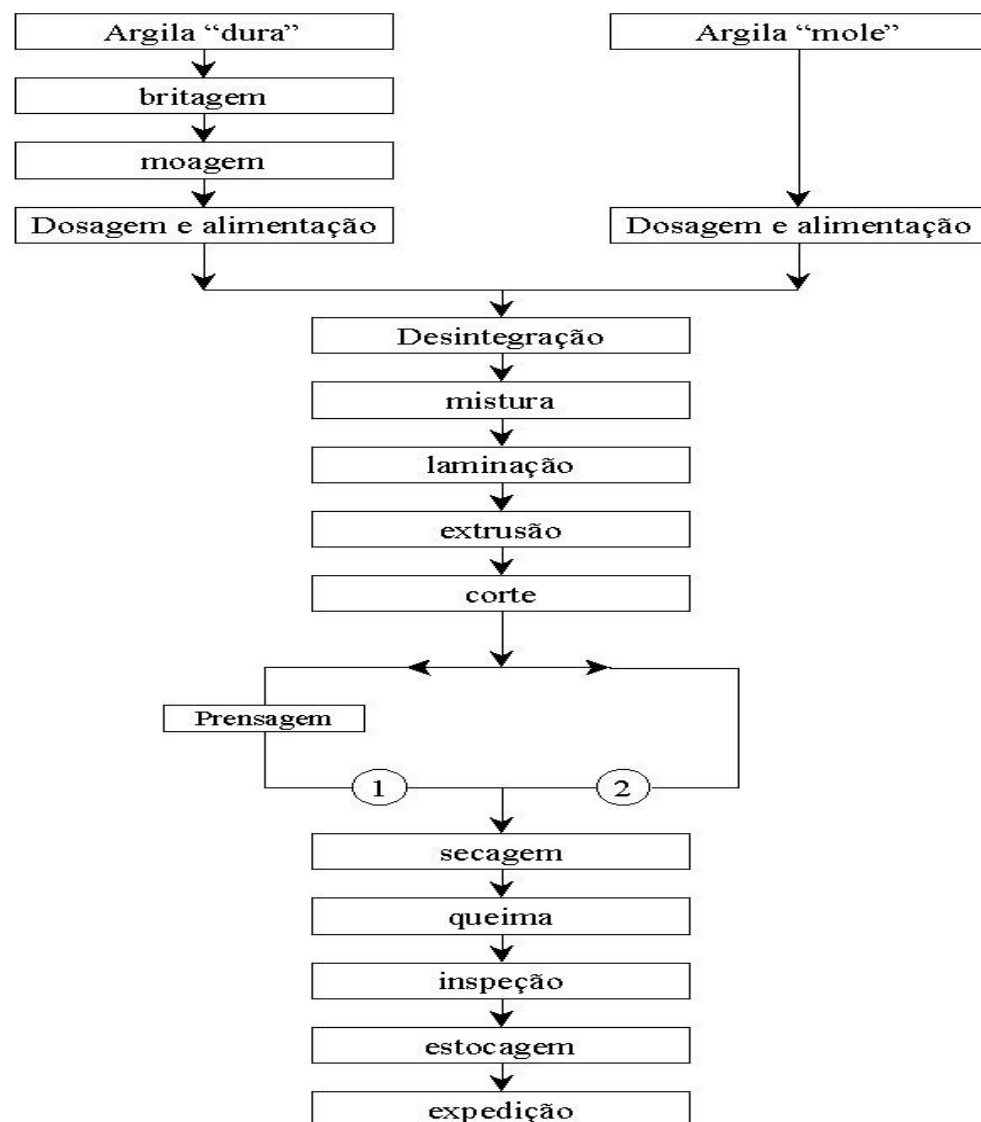 Argila “dura”
Argila “mole”
britagem
moagem
Dosagem e alimentação
Dosagem e alimentação
Desintegração
mistura
laminação
extrusão
corte
Prensagem
1
2
secagem
queima
inspeção
estocagem
expedição